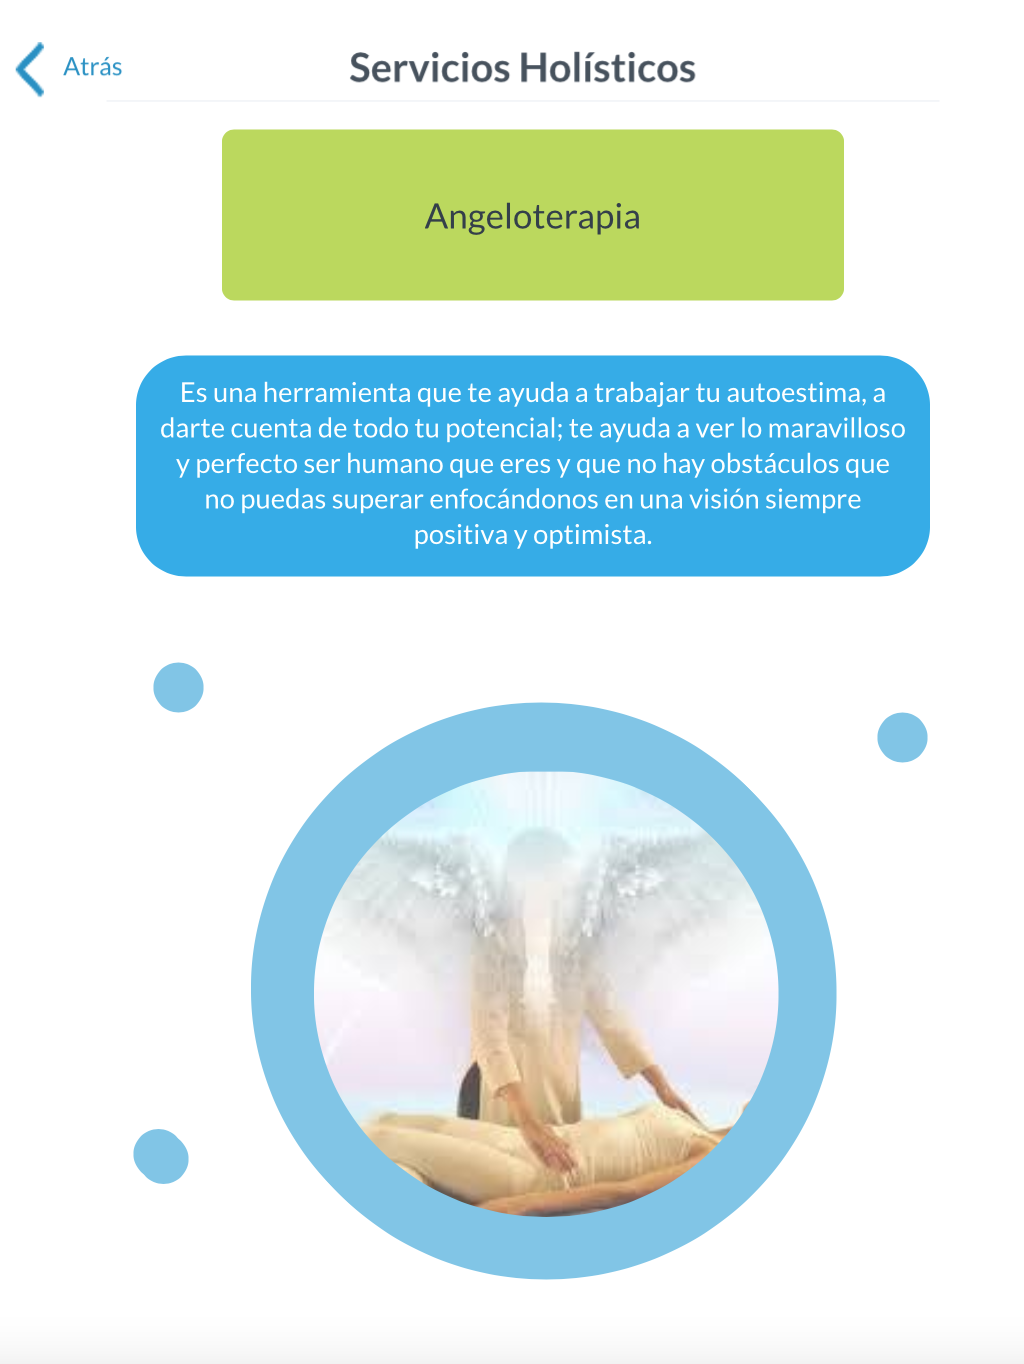 Atrás
Servicios Holísticos
Angeloterapia
Es una herramienta que te ayuda a trabajar tu autoestima, a
darte cuenta de todo tu potencial; te ayuda a ver lo maravilloso
y perfecto ser humano que eres y que no hay obstáculos que
no puedas superar enfocándonos en una visión siempre
positiva y optimista.